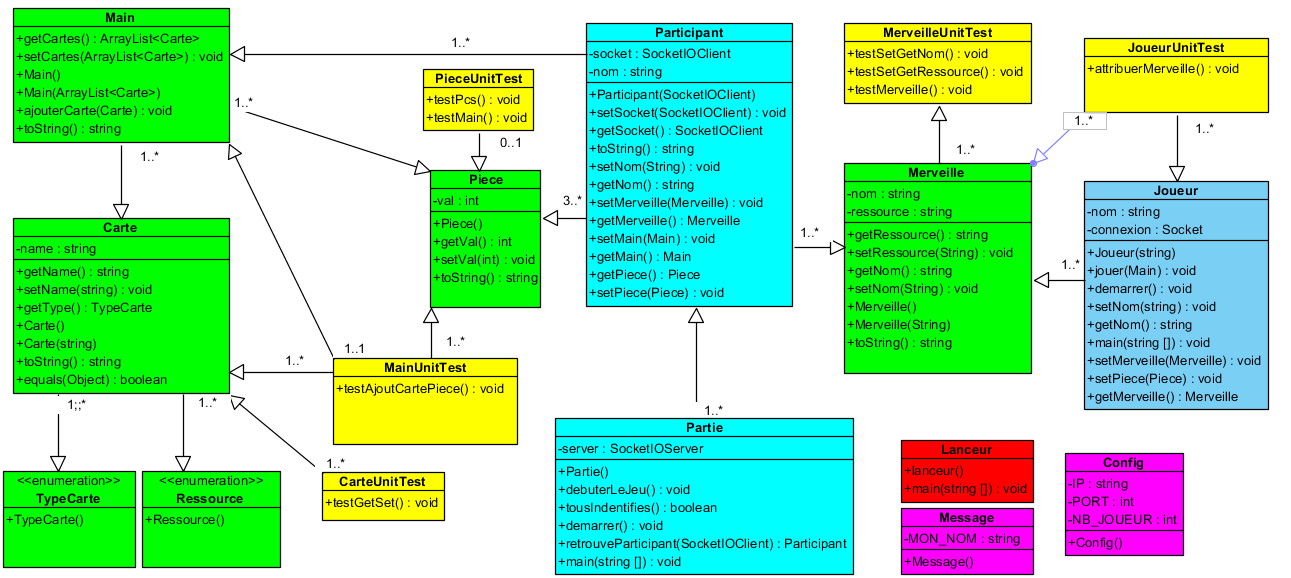 Main
+getCartes() : ArrayList<Carte>
+setCartes(ArrayList<Carte>) : void
+Main()
+Main(ArrayList<Carte>)
+ajouterCarte(Carte) : void
+toString() : string
1..*
1..*
1..*
PieceUnitTest
+testPcs() : void
+testMain() : void
0..1
Participant
-socket : SocketIOClient
-nom : string
+Participant(SocketIOClient)
+setSocket(SocketIOClient) : void
+getSocket() : SocketIOClient
+toString() : string
+setNom(String) : void
+getNom() : string
+setMerveille(Merveille) : void
+getMerveille() : Merveille
+setMain(Main) : void
+getMain() : Main
+getPiece() : Piece
+setPiece(Piece) : void
3..*
1..*
MerveilleUnitTest
+testSetGetNom() : void
+testSetGetRessource() : void
+testMerveille() : void
1..*
JoueurUnitTest
+attribuerMerveille() : void
1..*
1..*
Piece
-val : int
+Piece()
+getVal() : int
+setVal(int) : void
+toString() : string
Merveille
-nom : string
-ressource : string
+getRessource() : string
+setRessource(String) : void
+getNom() : string
+setNom(String) : void
+Merveille()
+Merveille(String)
+toString() : string
1..*
Joueur
-nom : string
-connexion : Socket
+Joueur(string)
+jouer(Main) : void
+demarrer() : void
+setNom(string) : void
+getNom() : string
+main(string []) : void
+setMerveille(Merveille) : void
+setPiece(Piece) : void
+getMerveille() : Merveille
Carte
-name : string
+getName() : string
+setName(string) : void
+getType() : TypeCarte
+Carte()
+Carte(string)
+toString() : string
+equals(Object) : boolean
1..*
1..1
1..*
MainUnitTest
+testAjoutCartePiece() : void
1;;*
1..*
1..*
<<enumeration>>
TypeCarte
+TypeCarte()
<<enumeration>>
Ressource
+Ressource()
CarteUnitTest
+testGetSet() : void
1..*
Partie
-server : SocketIOServer
+Partie()
+debuterLeJeu() : void
+tousIndentifies() : boolean
+demarrer() : void
+retrouveParticipant(SocketIOClient) : Participant
+main(string []) : void
Lanceur
+lanceur()
+main(string []) : void
Message
-MON_NOM : string
+Message()
Config
-IP : string
-PORT : int
-NB_JOUEUR : int
+Config()